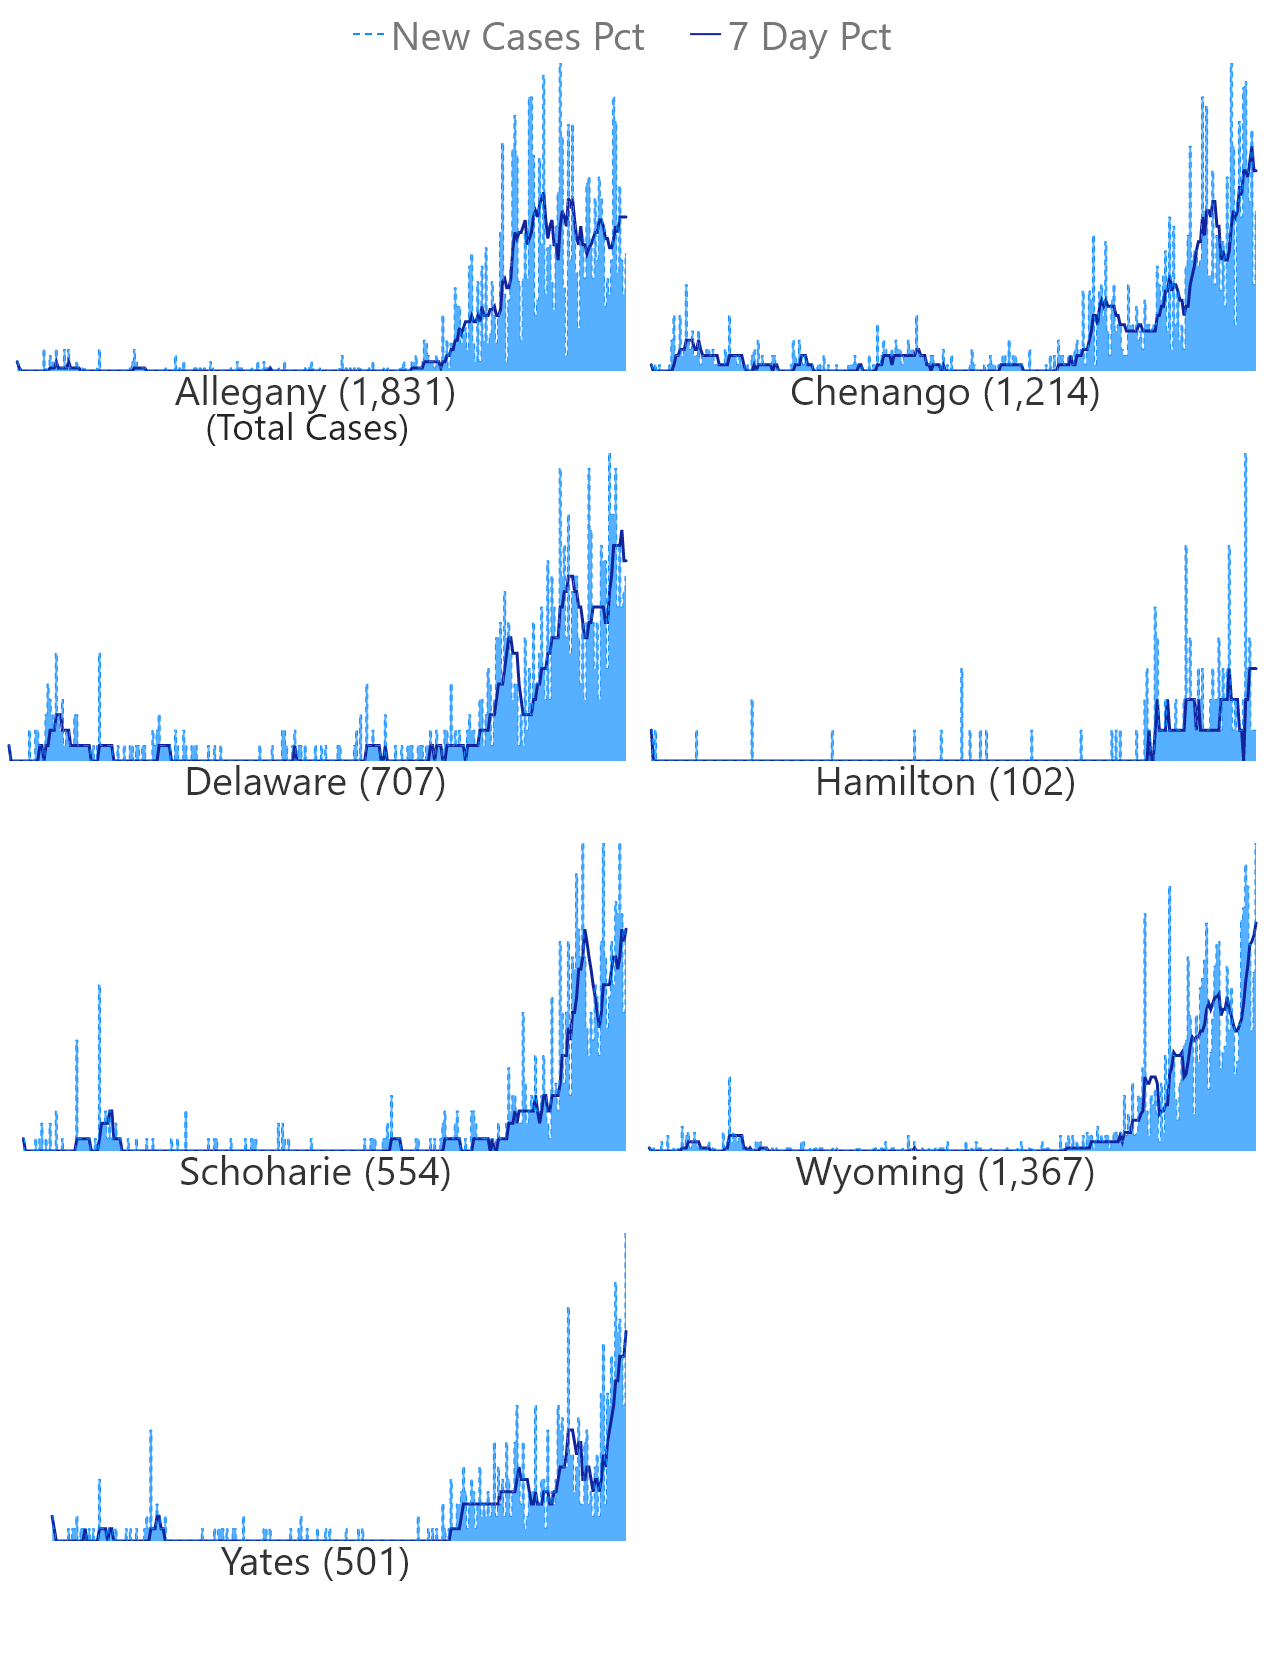 New Cases Pct 7 Day Pct
Allegany (1,831)
(Total Cases)
Chenango (1,214)
Delaware (707)
Hamilton (102)
Schoharie (554)
Wyoming (1,367)
Yates (501)